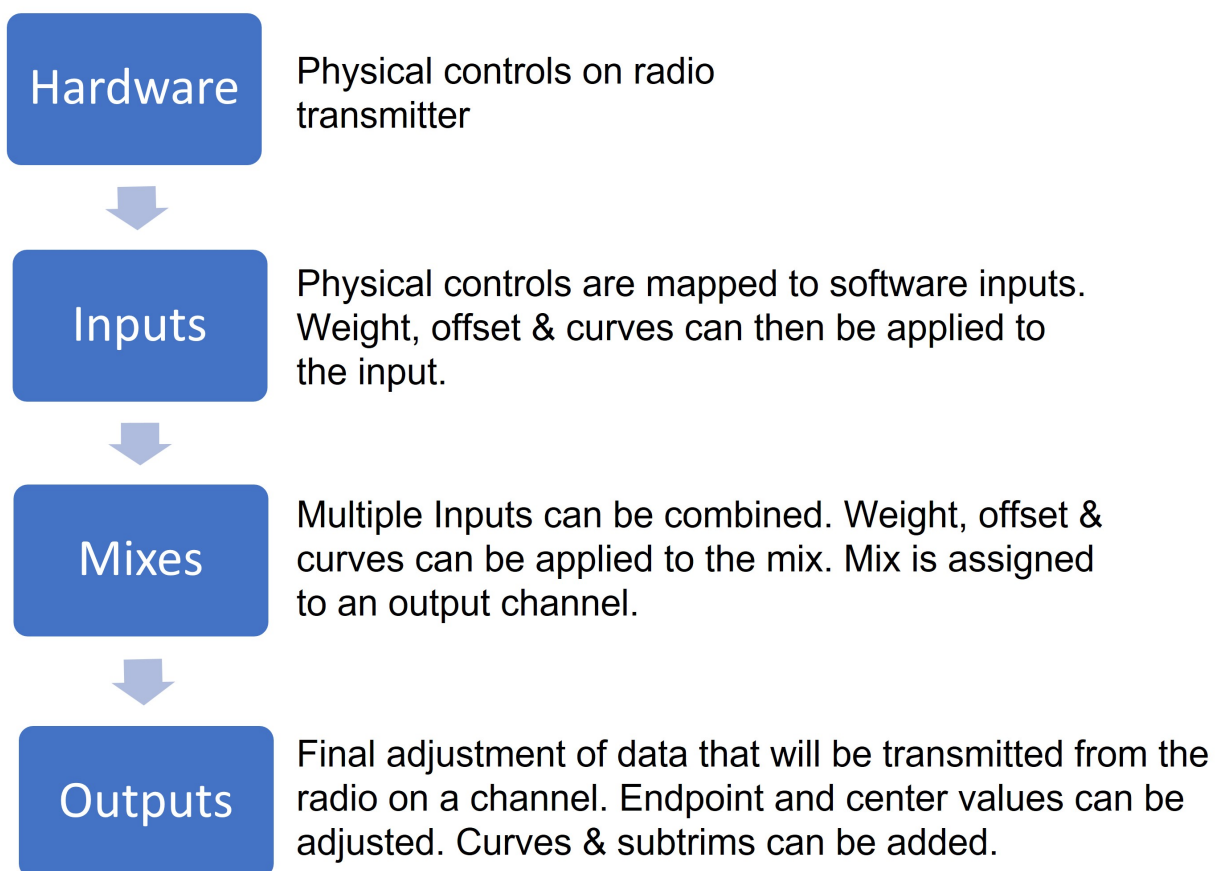 Hardware
Physical controls on radio
transmitter
Inputs
Physical controls are mapped to software inputs.
Weight, offset & curves can then be applied to
the input.
Mixes
Multiple Inputs can be combined. Weight, offset &
curves can be applied to the mix. Mix is assigned
to an output channel.
Outputs
Final adjustment of data that will be transmitted from the
radio on a channel. Endpoint and center values can be
adjusted. Curves & subtrims can be added.